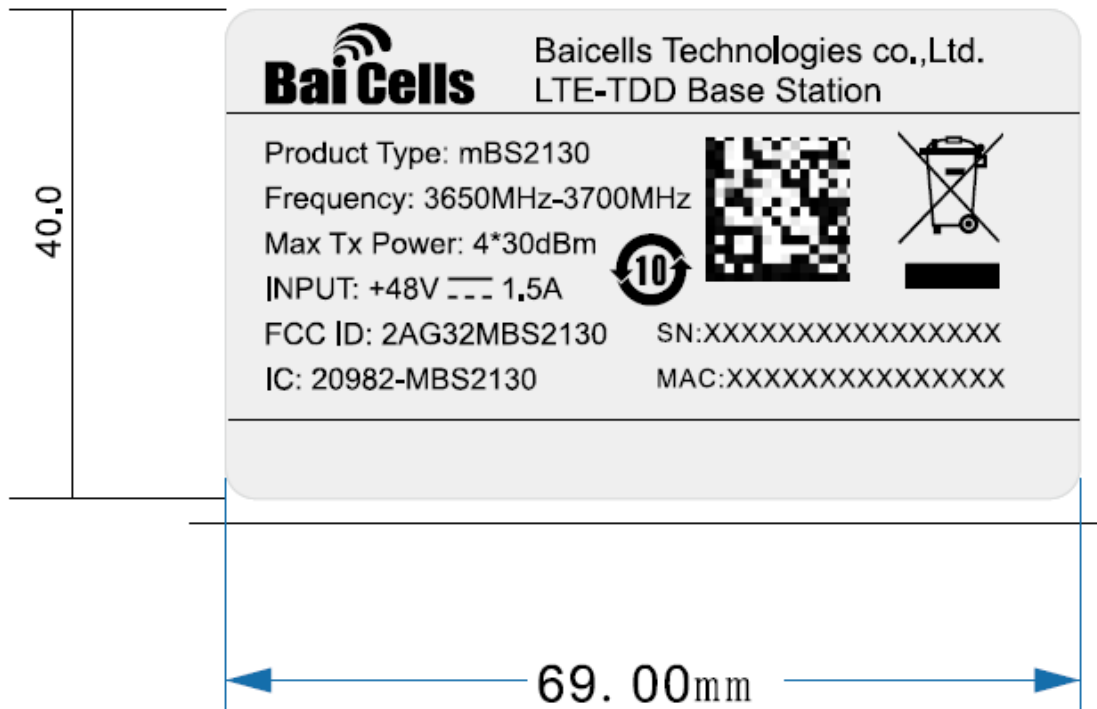 BaiCells
Baicells Technologies co.,Ltd.
LTE-TDD Base Station
Product Type: mBS2130
Frequency: 3650MHz-3700MHz
Max Tx Power: 4*30dBm
10
INPUT: +48V 1.5A
FCC ID: 2AG32MBS2130
SN:XXXXXXXXXXXXXXXX
IC: 20982-MBS2130
MAC:XXXXXXXXXXXXXXX
40.0
69.00mm